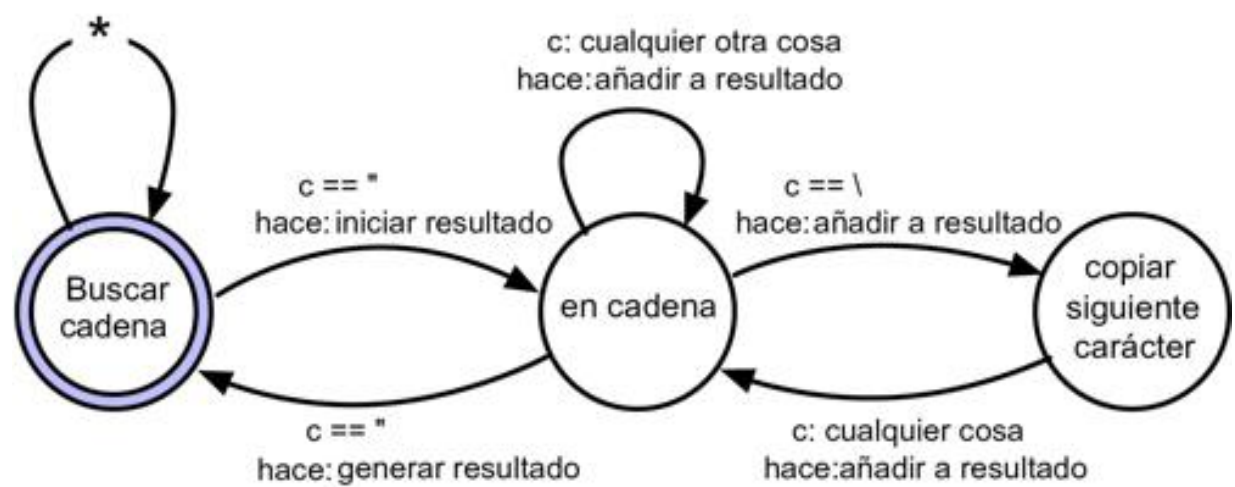 *
c: cualquier otra cosa
hace:añadir a resultado
c == "
hace: iniciar resultado
c == \
hace: añadir a resultado
Buscar
cadena
en cadena
copiar
siguiente
carácter
c == "
hace: generar resultado
c: cualquier cosa
hace:añadir a resultado